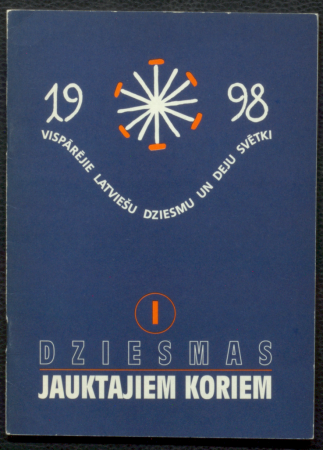 19 98
VISPĀRĒJIE LATVIEŠU DZIESMU UN DEJU SVĒTKI
I
DZIESMAS
JAUKTAJIEM KORIEM